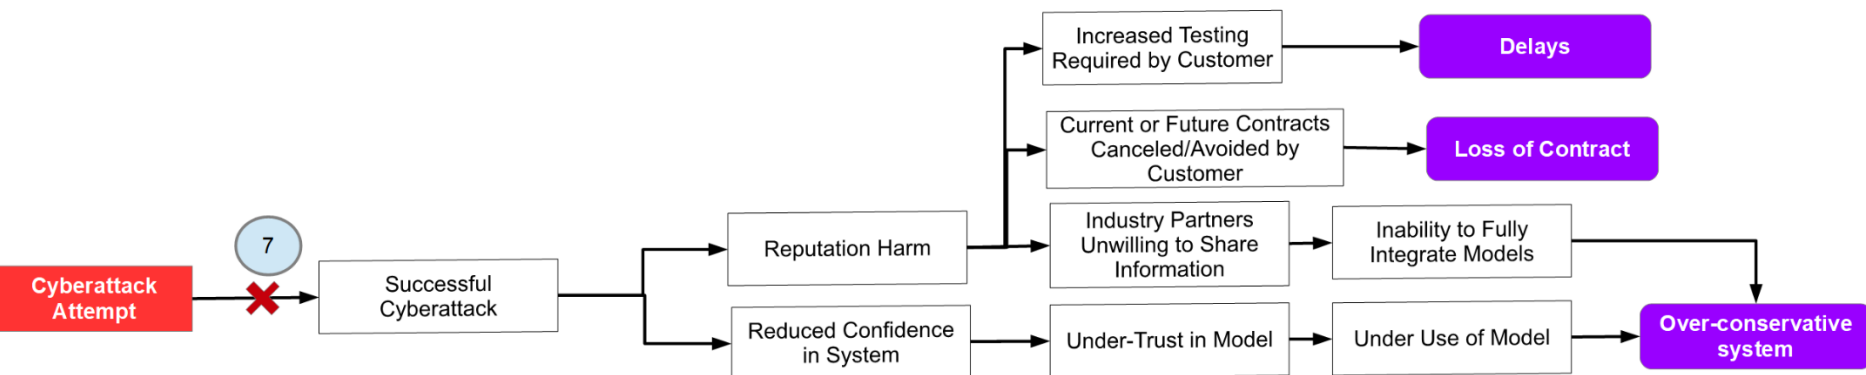 Increased Testing
Required by Customer
Delays
Current or Future Contracts
Canceled/Avoided by
Customer
Loss of Contract
7
Cyberattack
Attempt
Successful
Cyberattack
Reputation Harm
Industry Partners
Unwilling to Share
Information
Inability to Fully
Integrate Models
Reduced Confidence
in System
Under-Trust in Model
Under Use of Model
Over-conservative
system